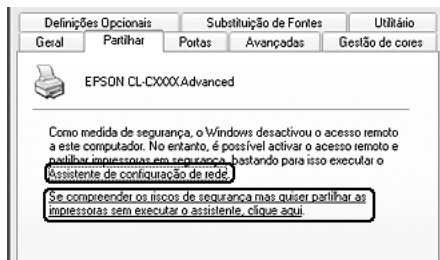 Definições Opcionais Substituição de Fontes Utilitário
Geral Partilhar Portas Avançadas Gestão de cores
EPSON CL-CXXXAdvanced
Como medida de segurança, o Windows desactivou o acesso remoto
a este computador. No entanto, é possível activar o acesso remoto e
partilhar impressoras em segurança, bastando para isso executar o
Assistente de configuração de rede.
Se compreender os riscos de segurança mas quiser partilhar as
impressoras sem executar o assistente, clique aqui.